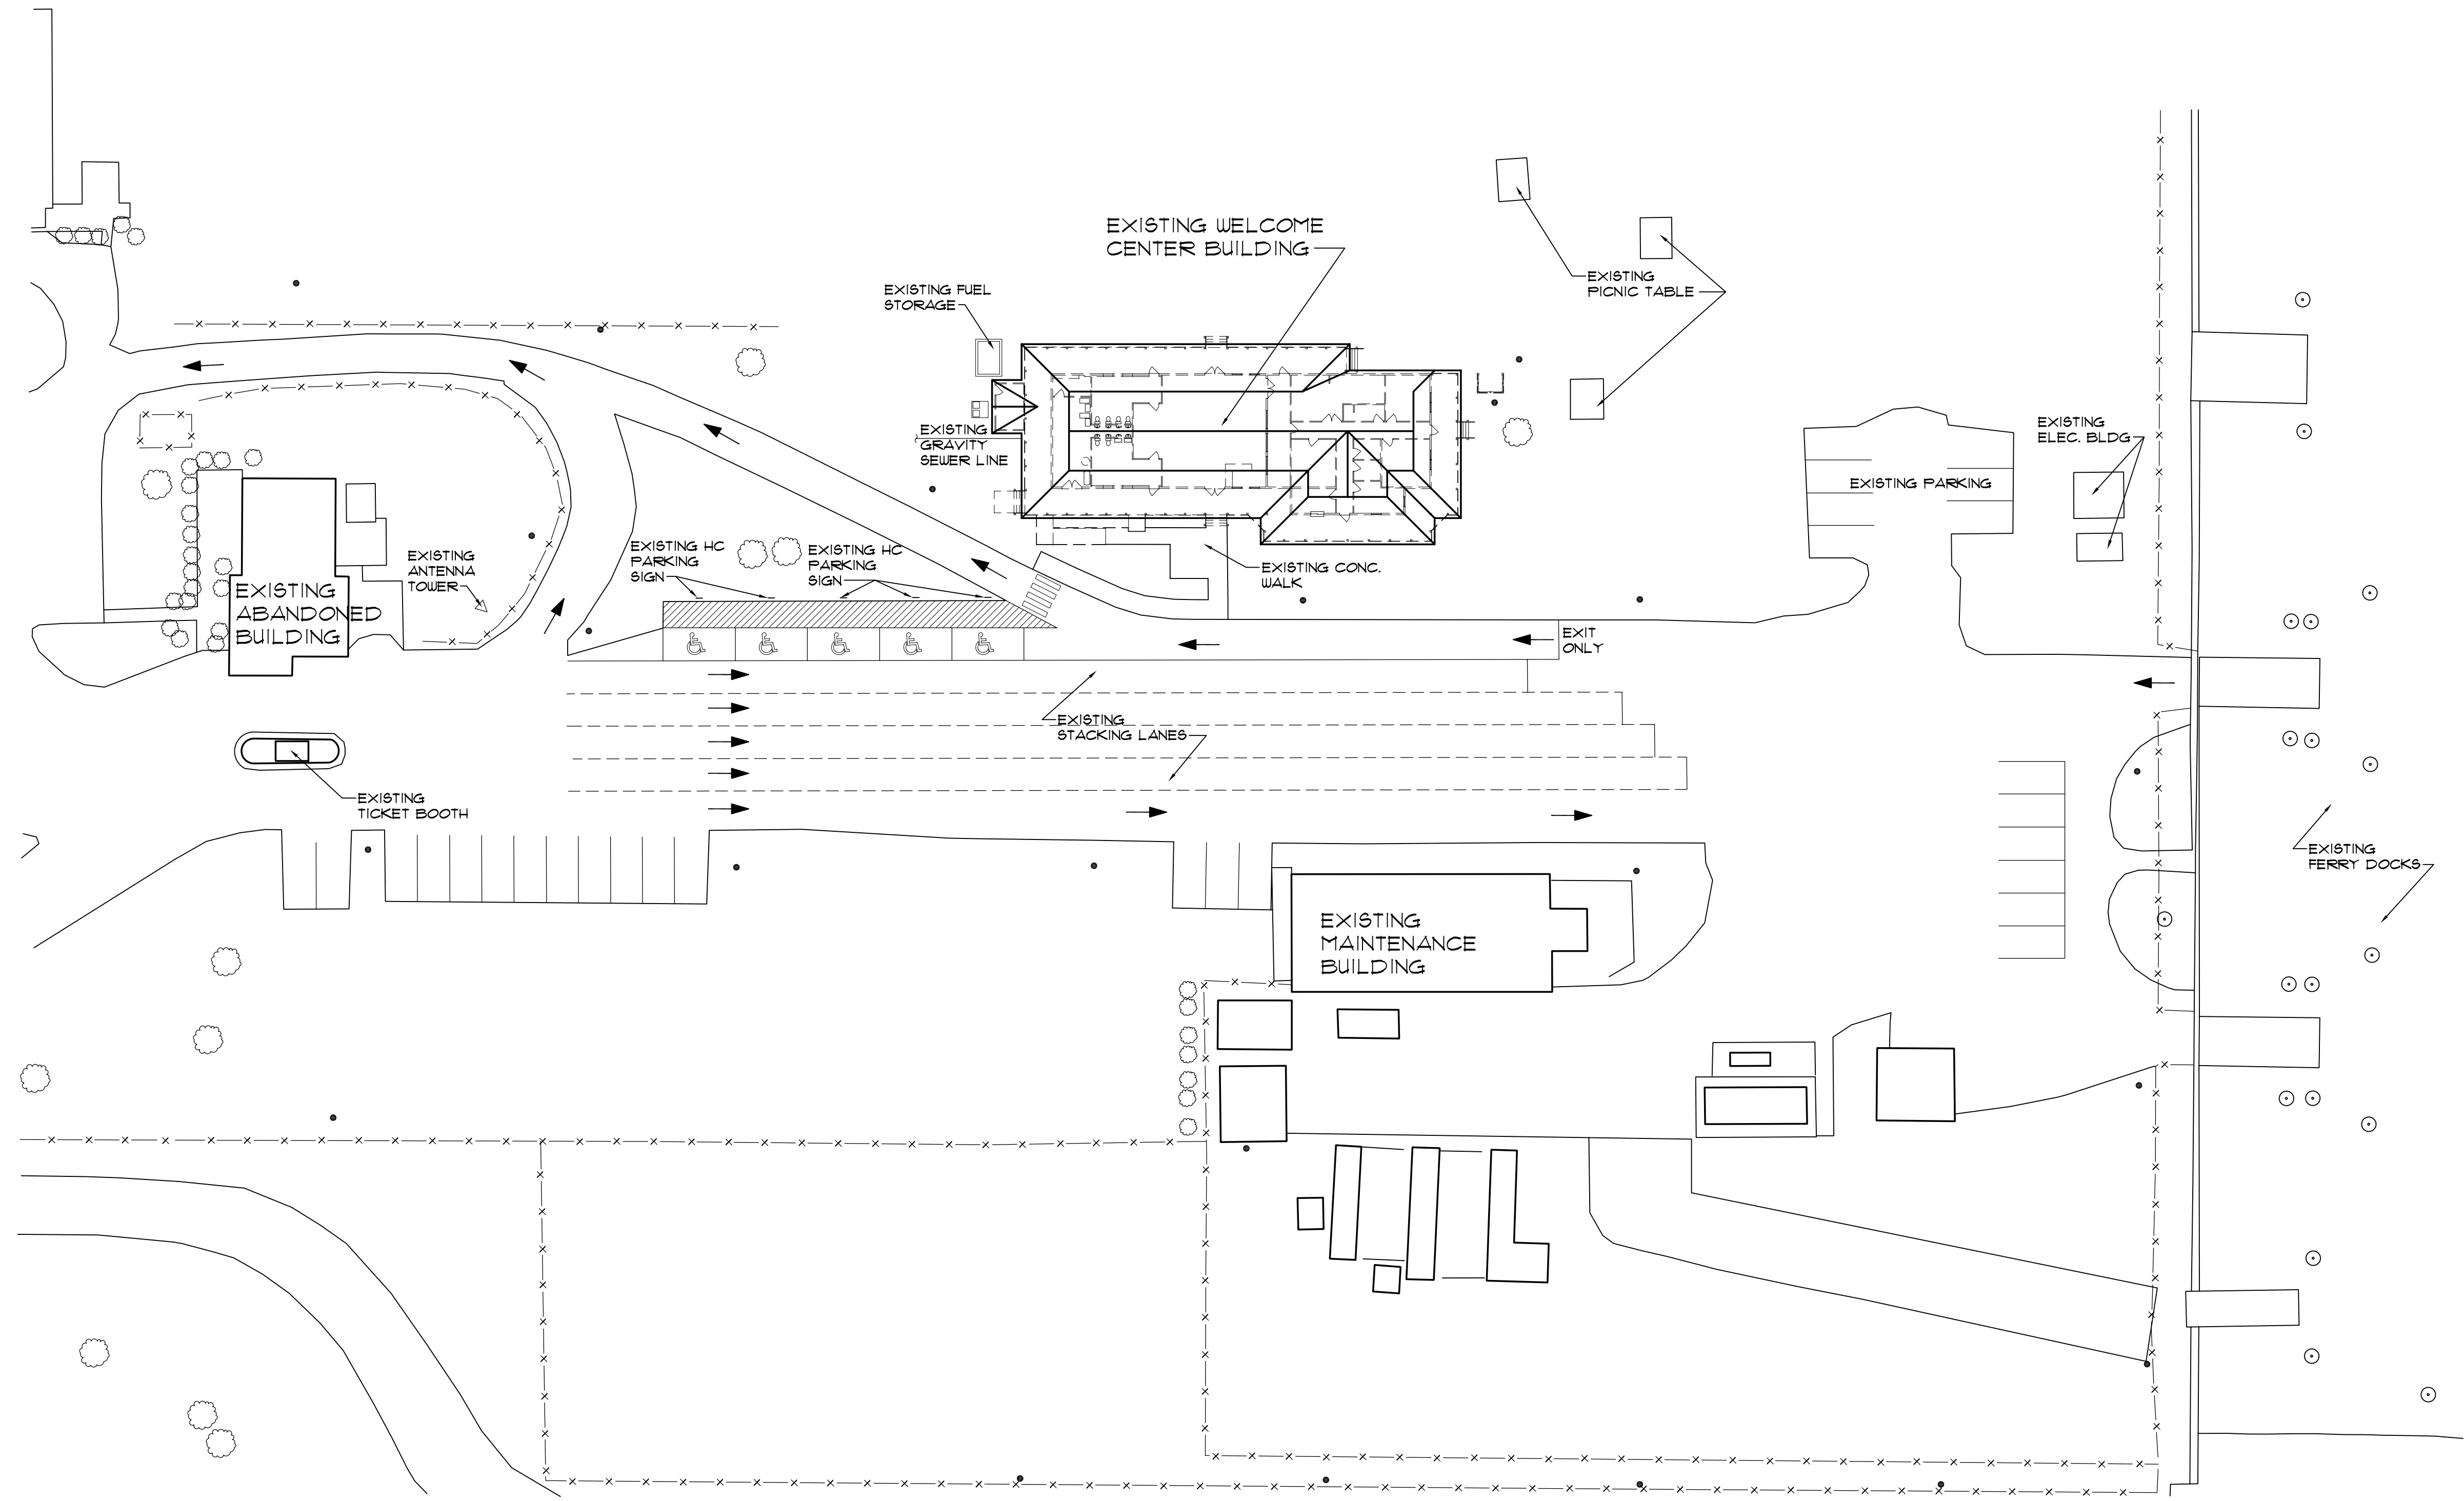 EXISTING WELCOME
CENTER BUILDING
EXISTING FUEL
STORAGE
EXISTING
PICNIC TABLE
EXISTING
GRAVITY
SEWER LINE
EXISTING
ELEC. BLDG
EXISTING PARKING
EXISTING HC
PARKING
SIGN
EXISTING HC
PARKING
SIGN
EXISTING
ANTENNA
TOWER
EXISTING CONC.
WALK
EXISTING
ABANDONED
BUILDING
EXIT
ONLY
EXISTING
STACKING LANES
EXISTING
TICKET BOOTH
EXISTING
FERRY DOCKS
EXISTING
MAINTENANCE
BUILDING